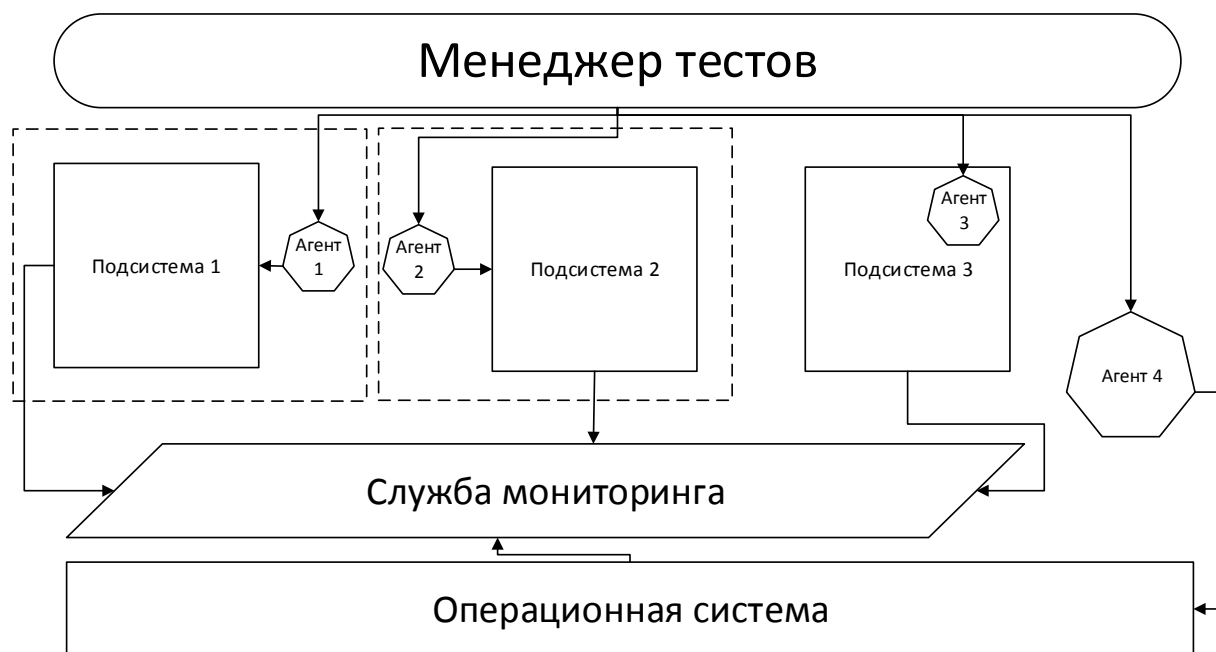 Менеджер тестов
Подсистема 1
Агент
1
Агент
2
Подсистема 2
Подсистема 3
Агент
3
Агент 4
Служба мониторинга
Операционная система